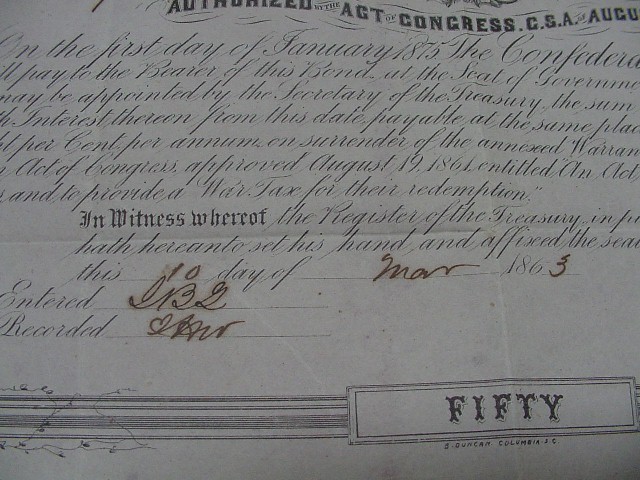 AUTHORIZED BY THE ACT OF CONGRESS, C.S.A. OF AUGU
On the first day of January 1875, The Confedera
ll pay to the Bearer of this Bond, at the Seat of Governme
may be appointed by the Secretary of the Treasury, the sum
th Interest thereon from this date, payable at the same plac
ht per Cent, per annum, on surrender of the annexed Warran
n Act of Congress, approved August 19, 1861, entitled "An Act
s, and to provide a War Tax for their redemption."
In Witness whereof, the Register of the Treasury, in pu
hath hereunto set his hand, and affixed the sea
this 10 day of Mar 1863
Entered
Recorded
FIFTY
B. DUNCAN, COLUMBIA, S.C.